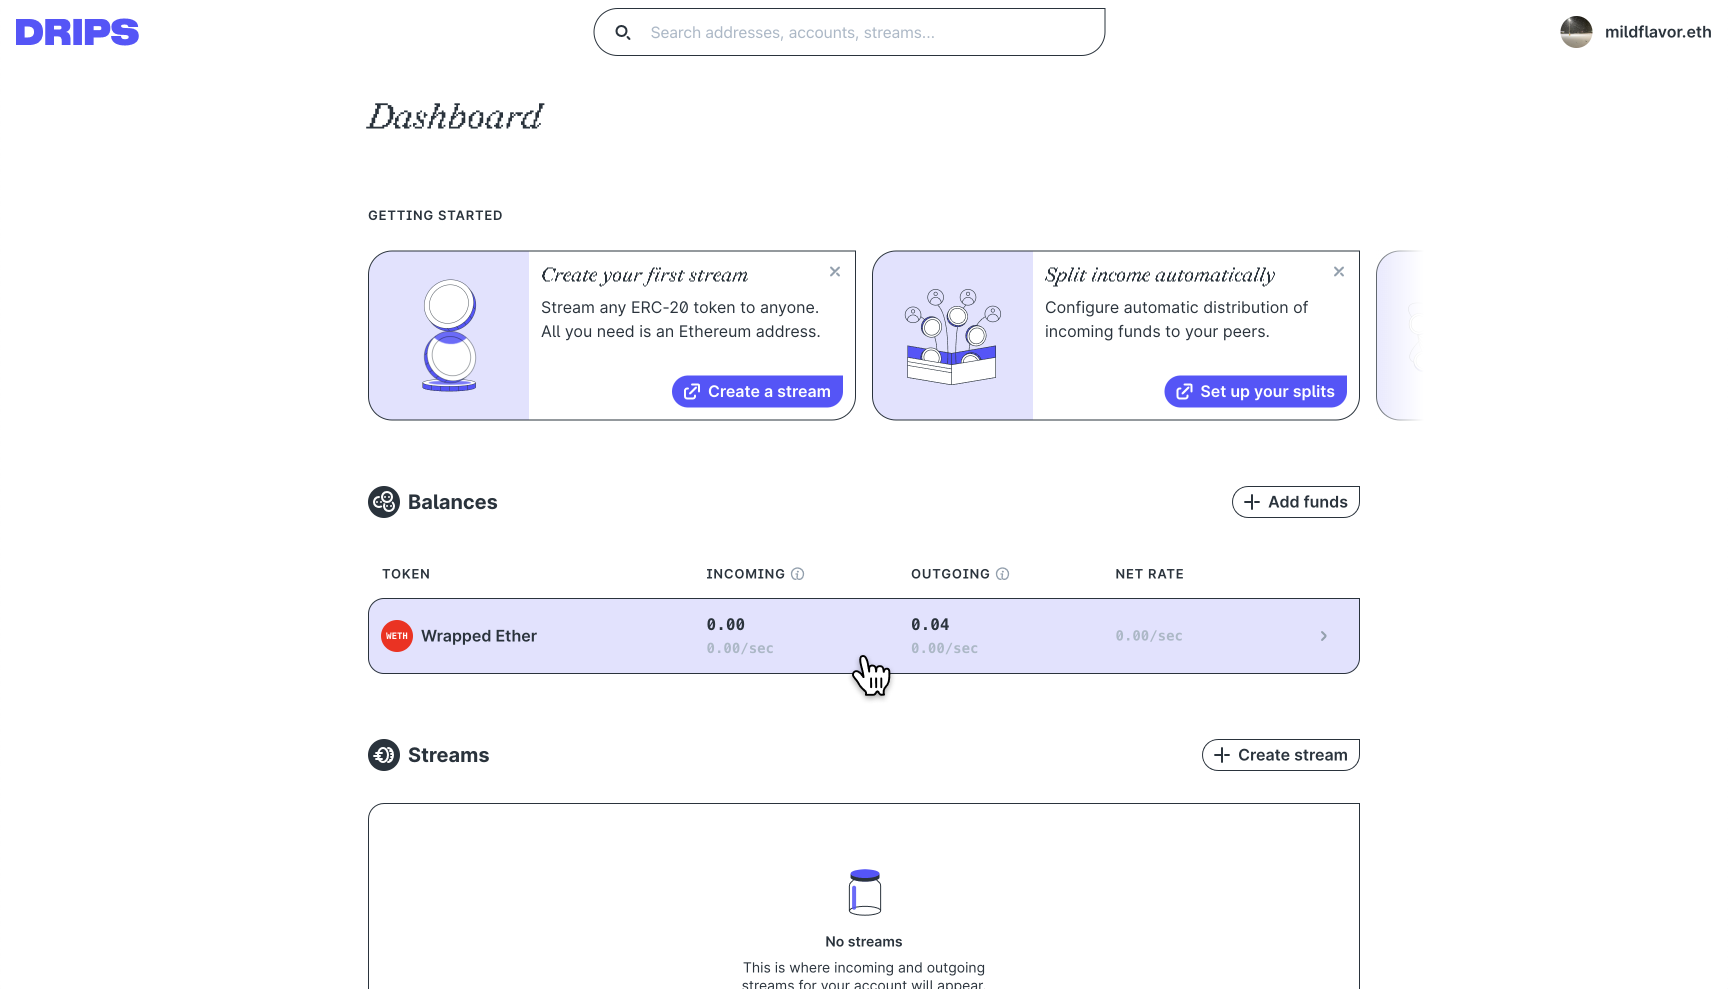 DRIPS
Search addresses, accounts, streams...
mildflavor.eth
Dashboard
GETTING STARTED
Create your first stream
Stream any ERC-20 token to anyone.
All you need is an Ethereum address.
Create a stream
Split income automatically
Configure automatic distribution of
incoming funds to your peers.
Set up your splits
Balances
Add funds
TOKEN INCOMING OUTGOING NET RATE
WETH Wrapped Ether
0.00
0.00/sec
0.04
0.00/sec
0.00/sec
Streams
Create stream
No streams
This is where incoming and outgoing
streams for your account will appear.